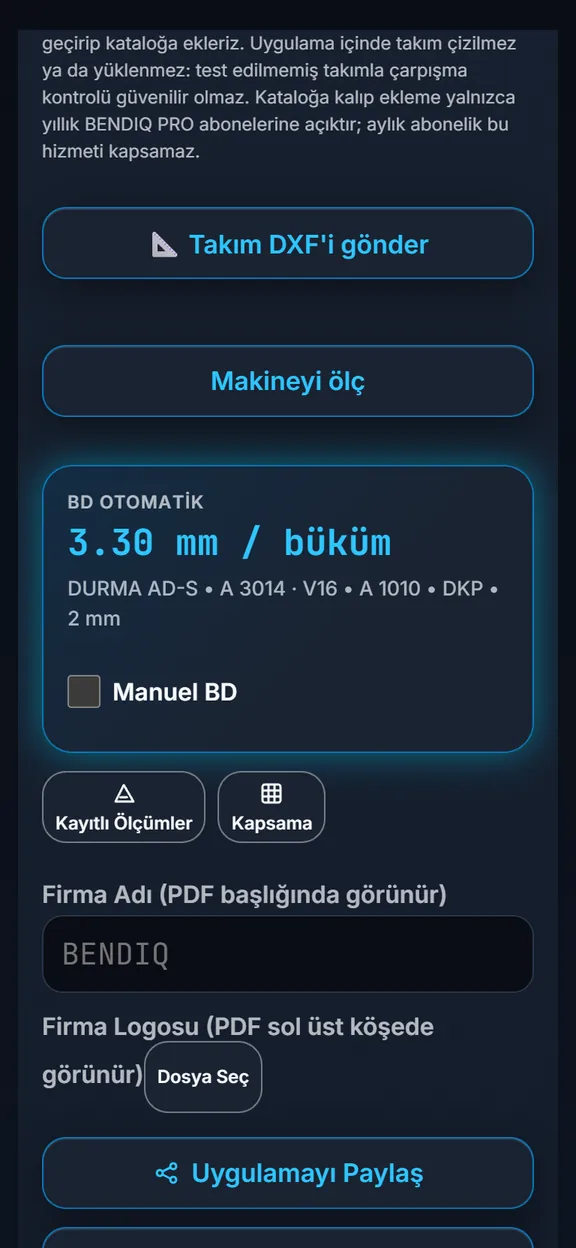 geçirip kataloğa ekleriz. Uygulama içinde takım çizilmez
ya da yüklenmez: test edilmemiş takımla çarpışma
kontrolü güvenilir olmaz. Kataloğa kalıp ekleme yalnızca
yıllık BENDIQ PRO abonelerine açıktır; aylık abonelik bu
hizmeti kapsamaz.
Takım DXF'i gönder
Makineyi ölç
BD OTOMATİK
3.30 mm / büküm
DURMA AD-S • A 3014 · V16 • A 1010 • DKP •
2 mm
Manuel BD
Kayıtlı Ölçümler
Kapsama
Firma Adı (PDF başlığında görünür)
BENDIQ
Firma Logosu (PDF sol üst köşede
görünür) Dosya Seç
Uygulamayı Paylaş